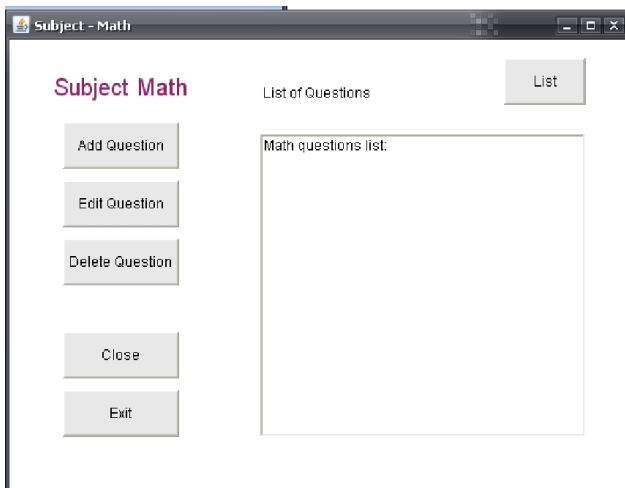 Subject - Math
Subject Math
List of Questions
List
Add Question
Edit Question
Delete Question
Close
Exit
Math questions list: